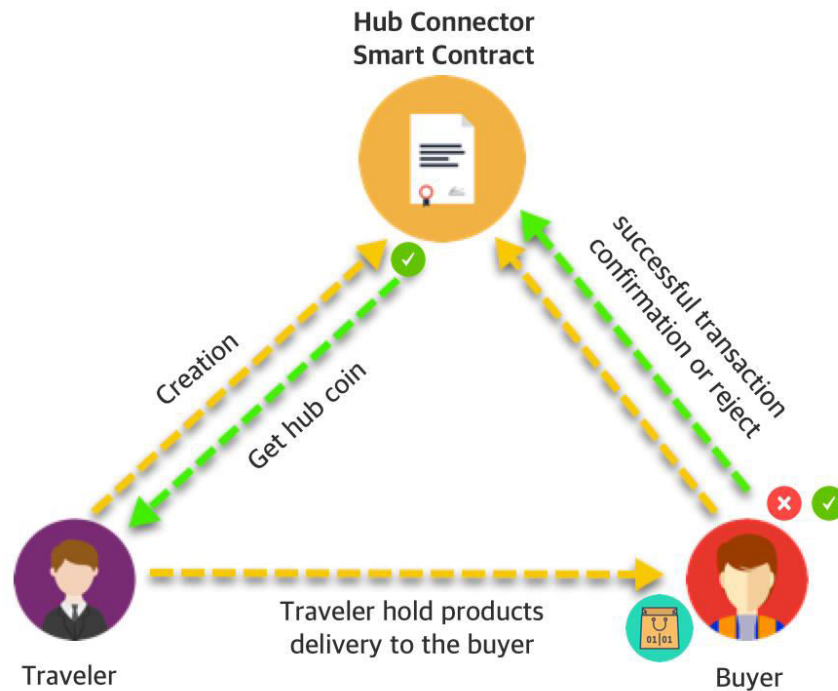 Hub Connector
Smart Contract
Creation
Get hub coin
successful transaction
confirmation or reject
Traveler hold products
delivery to the buyer
01|01
Traveler
Buyer